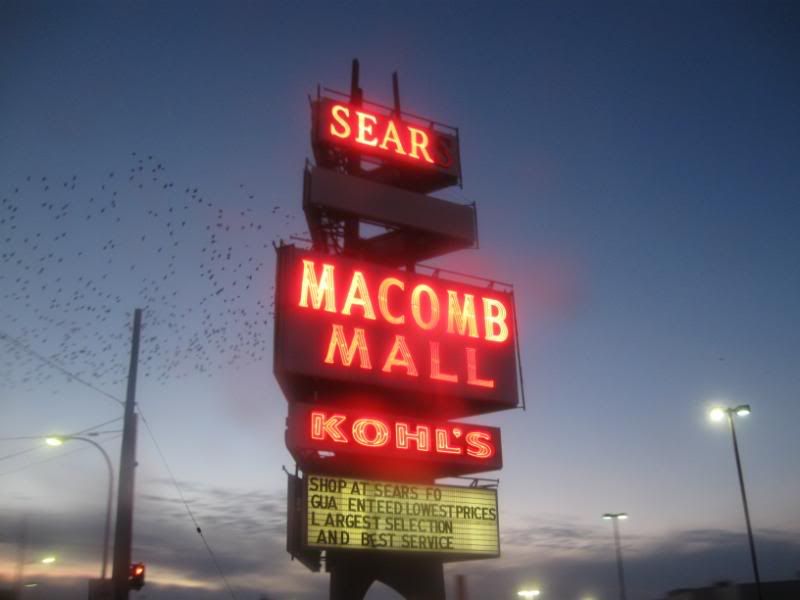 SEARS
MACOMB
MALL
KOHL'S
SHOP AT SEARS FO
GUA ENTEED LOWEST PRICES
LARGEST SELECTION
AND BEST SERVICE